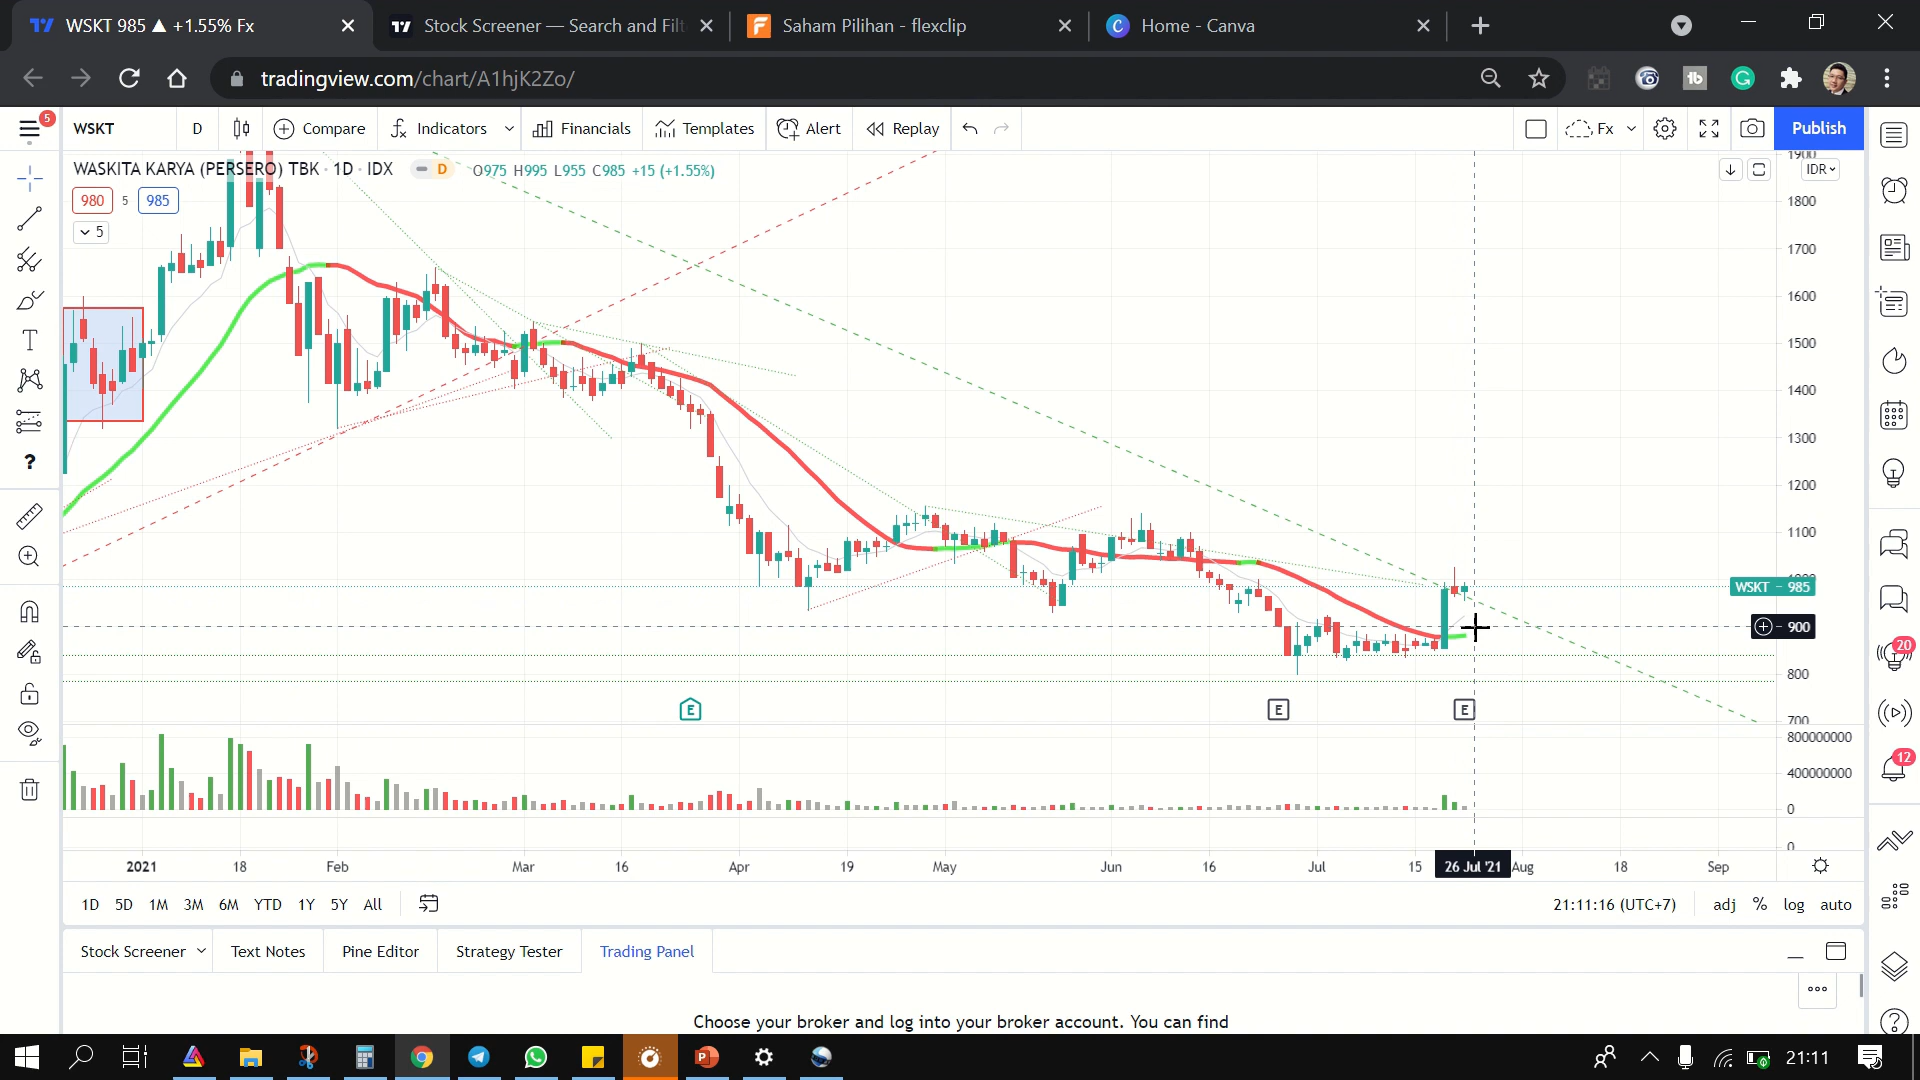 WSKT 985 ▲ +1.55% Fx
Stock Screener — Search and Filt
Saham Pilihan - flexclip
Home - Canva
tradingview.com/chart/A1hjK2Zo/
5
WSKT
D
Compare
Indicators
Financials
Templates
Alert
Replay
Fx
Publish
WASKITA KARYA (PERSERO) TBK · 1D · IDX
D
O975 H995 L955 C985 +15 (+1.55%)
980
5
985
5
IDR
1900
1800
1700
1600
1500
1400
1300
1200
1100
1000
WSKT - 985
900
800
700
E
E
E
800000000
400000000
0
0
2021
18
Feb
Mar
16
Apr
19
May
Jun
16
Jul
15
26 Jul '21
Aug
18
Sep
1D
5D
1M
3M
6M
YTD
1Y
5Y
All
21:11:16 (UTC+7)
adj
%
log
auto
Stock Screener
Text Notes
Pine Editor
Strategy Tester
Trading Panel
Choose your broker and log into your broker account. You can find
20
12
21:11